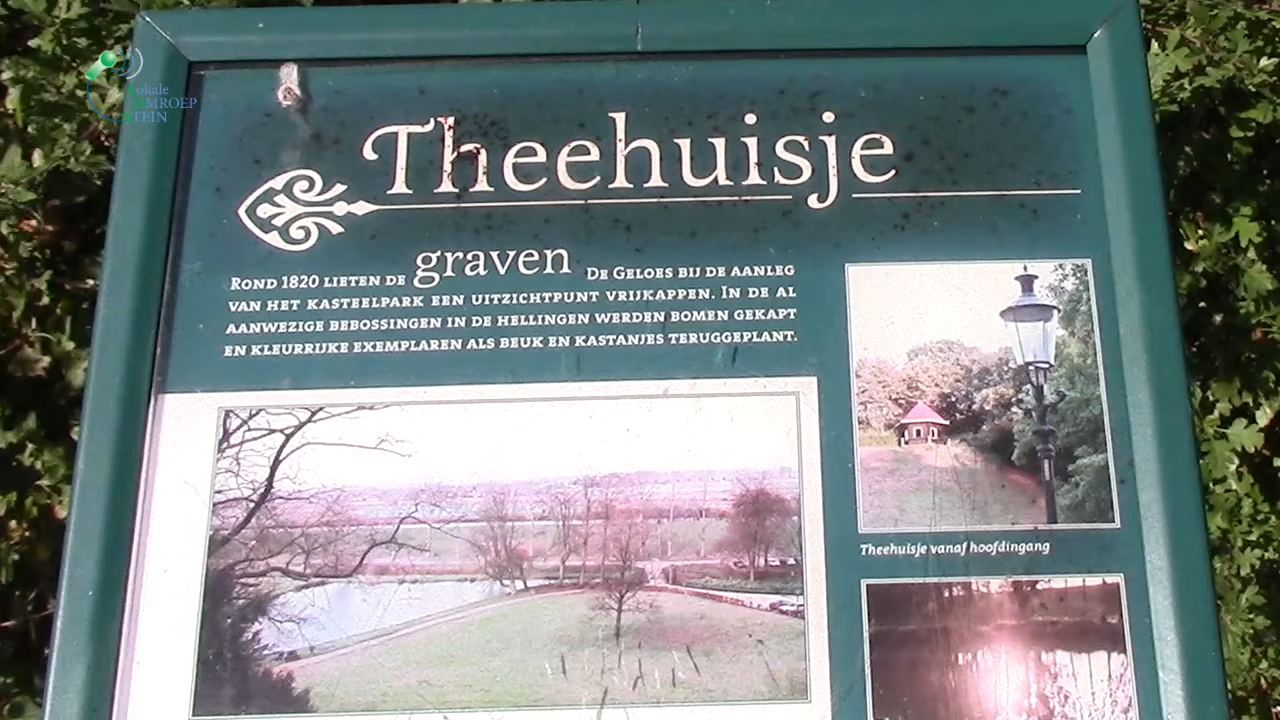 Lokale
OMROEP
STEIN
Theehuisje
ROND 1820 LIETEN DE graven DE GELOES BIJ DE AANLEG
VAN HET KASTEELPARK EEN UITZICHTPUNT VRIJKAPPEN. IN DE AL
AANWEZIGE BEBOSSINGEN IN DE HELLINGEN WERDEN BOMEN GEKAPT
EN KLEURRIJKE EXEMPLAREN ALS BEUK EN KASTANJES TERUGGEPLANT.
Theehuisje vanaf hoofdingang